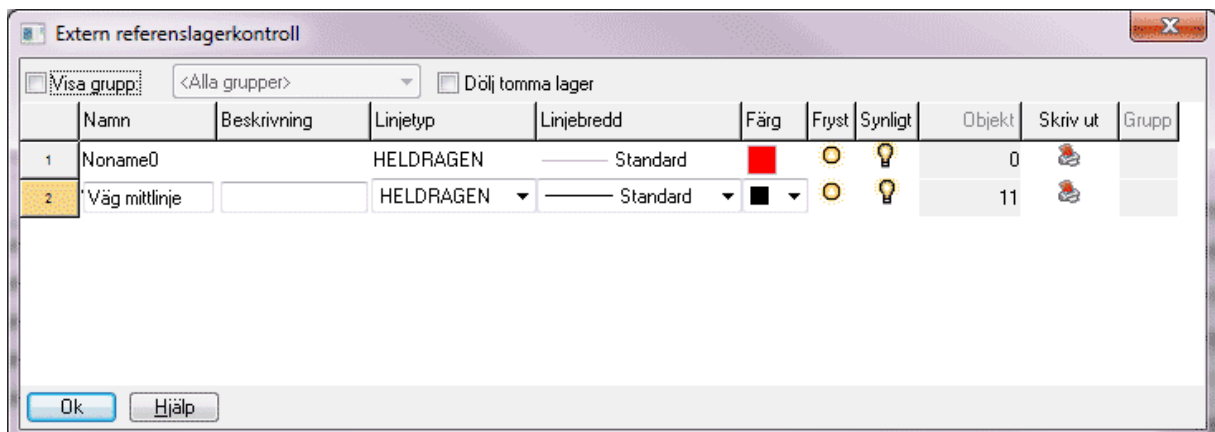 Extern referenslagerkontroll
Visa grupp: <Alla grupper> Dölj tomma lager
Namn Beskrivning Linjetyp Linjebredd Färg Fryst Synligt Objekt Skriv ut Grupp
1 Noname0 HELDRAGEN Standard 0
2 'Väg mittlinje HELDRAGEN Standard 11
Ok Hjälp